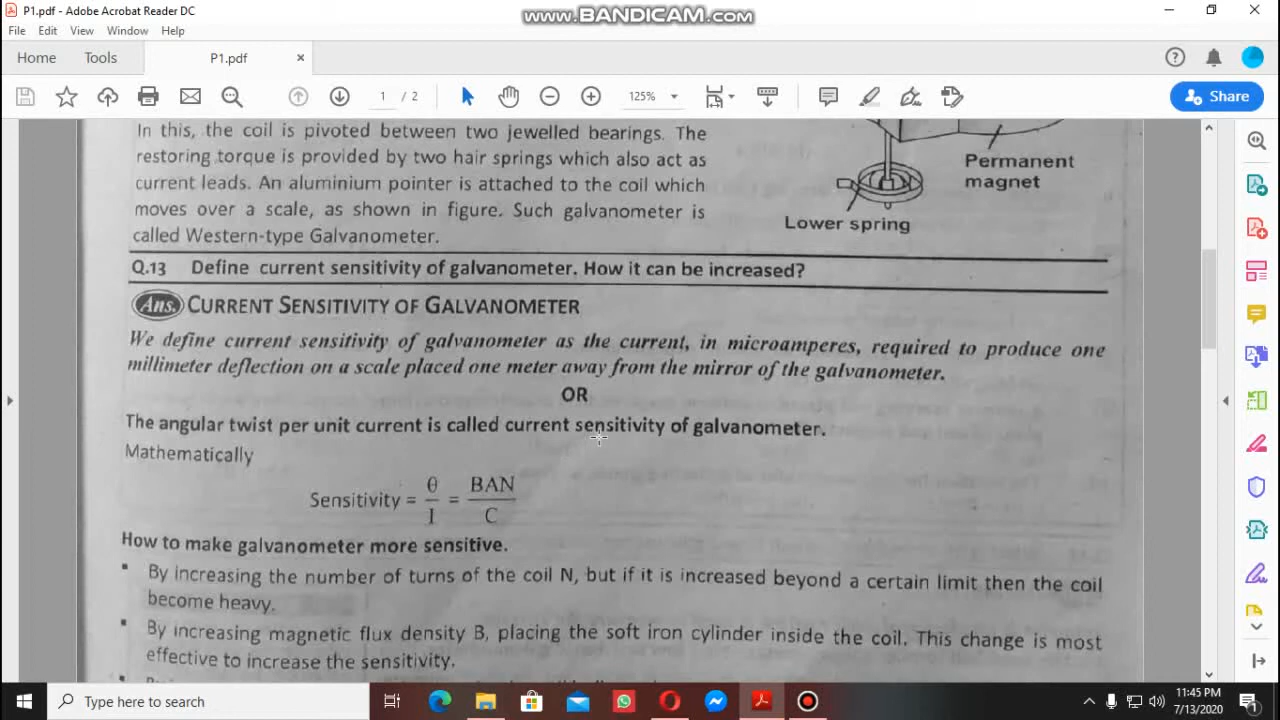 P1.pdf - Adobe Acrobat Reader DC
www.BANDICAM.com
File Edit View Window Help
Home Tools P1.pdf
1 / 2 125% Share
In this, the coil is pivoted between two jewelled bearings. The
restoring torque is provided by two hair springs which also act as
current leads. An aluminium pointer is attached to the coil which
moves over a scale, as shown in figure. Such galvanometer is
called Western-type Galvanometer.
Permanent
magnet
Lower spring
Q.13 Define current sensitivity of galvanometer. How it can be increased?
Ans. CURRENT SENSITIVITY OF GALVANOMETER
We define current sensitivity of galvanometer as the current, in microamperes, required to produce one
millimeter deflection on a scale placed one meter away from the mirror of the galvanometer.
OR
The angular twist per unit current is called current sensitivity of galvanometer.
Mathematically
Sensitivity = θ/I = BAN/C
How to make galvanometer more sensitive.
By increasing the number of turns of the coil N, but if it is increased beyond a certain limit then the coil
become heavy.
By increasing magnetic flux density B, placing the soft iron cylinder inside the coil. This change is most
effective to increase the sensitivity.
Type here to search
11:45 PM
7/13/2020